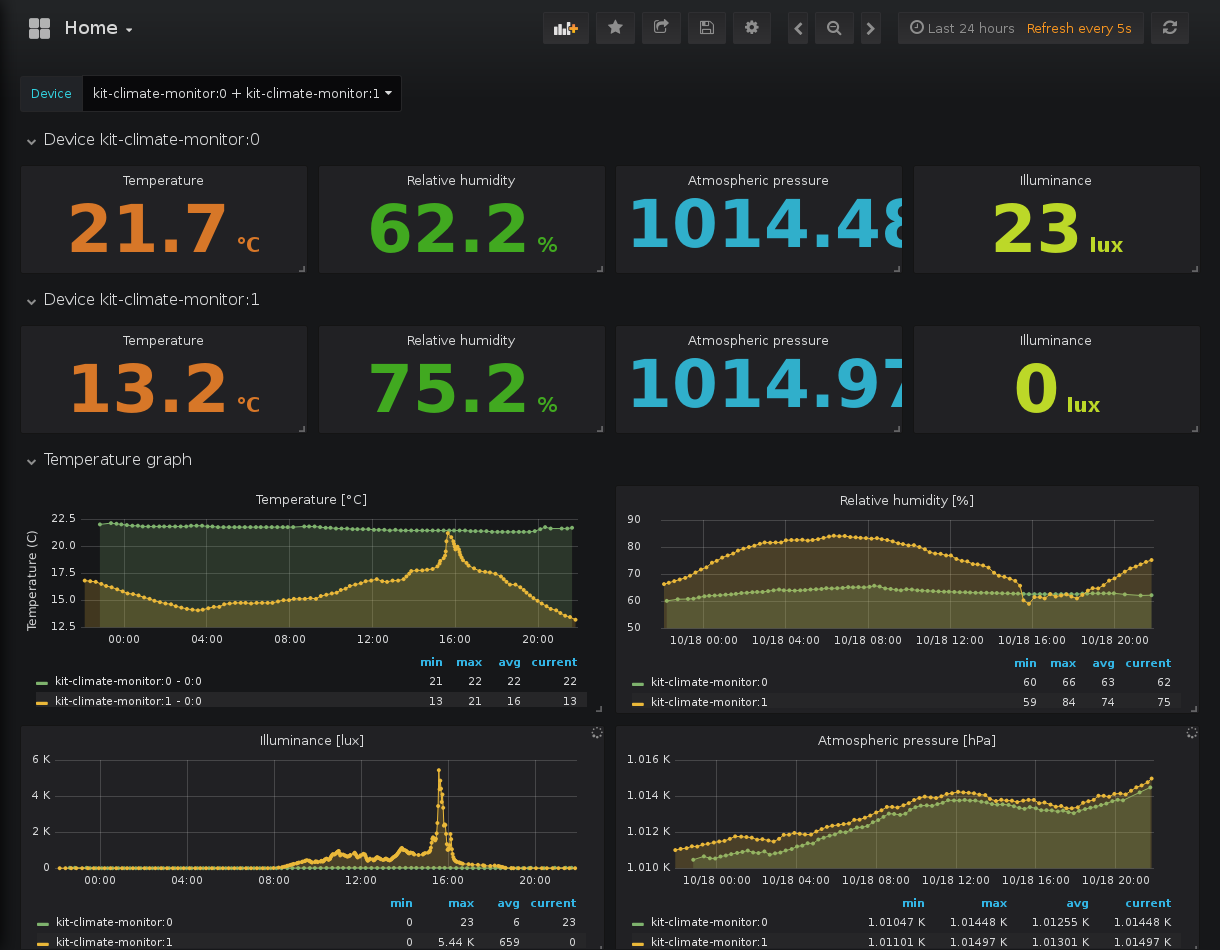 Home
Last 24 hours Refresh every 5s
Device kit-climate-monitor:0 + kit-climate-monitor:1
Device kit-climate-monitor:0
Temperature Relative humidity Atmospheric pressure Illuminance
21.7 °C 62.2 % 1014.48 23 lux
Device kit-climate-monitor:1
Temperature Relative humidity Atmospheric pressure Illuminance
13.2 °C 75.2 % 1014.97 0 lux
Temperature graph
Temperature [°C]
Temperature (C)
22.5
20.0
17.5
15.0
12.5
00:00 04:00 08:00 12:00 16:00 20:00
min max avg current
kit-climate-monitor:0 - 0:0 21 22 22 22
kit-climate-monitor:1 - 0:0 13 21 16 13
Relative humidity [%]
90
80
70
60
50
10/18 00:00 10/18 04:00 10/18 08:00 10/18 12:00 10/18 16:00 10/18 20:00
min max avg current
kit-climate-monitor:0 60 66 63 62
kit-climate-monitor:1 59 84 74 75
Illuminance [lux]
6 K
4 K
2 K
0
00:00 04:00 08:00 12:00 16:00 20:00
min max avg current
kit-climate-monitor:0 0 23 6 23
kit-climate-monitor:1 0 5.44 K 659 0
Atmospheric pressure [hPa]
1.016 K
1.014 K
1.012 K
1.010 K
10/18 00:00 10/18 04:00 10/18 08:00 10/18 12:00 10/18 16:00 10/18 20:00
min max avg current
kit-climate-monitor:0 1.01047 K 1.01448 K 1.01255 K 1.01448 K
kit-climate-monitor:1 1.01101 K 1.01497 K 1.01301 K 1.01497 K